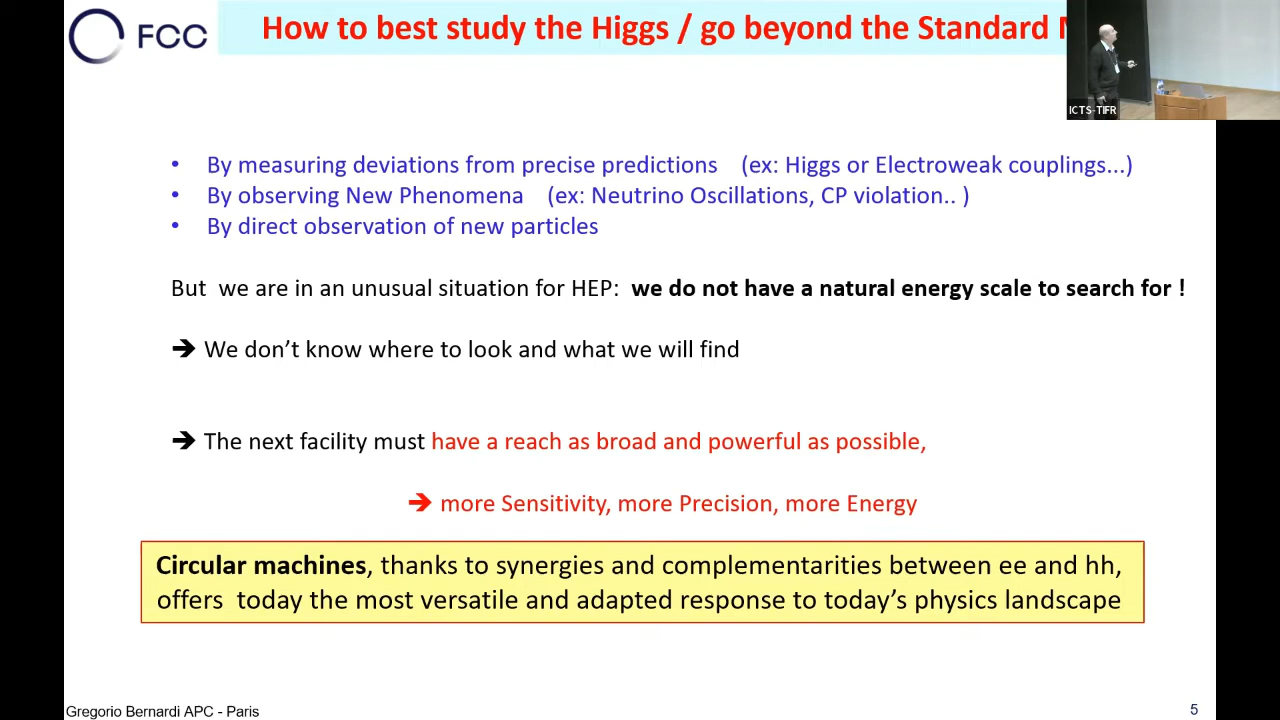 FCC
How to best study the Higgs / go beyond the Standard
ICTS-TIFR
• By measuring deviations from precise predictions (ex: Higgs or Electroweak couplings...)
• By observing New Phenomena (ex: Neutrino Oscillations, CP violation.. )
• By direct observation of new particles
But we are in an unusual situation for HEP: we do not have a natural energy scale to search for !
➔ We don't know where to look and what we will find
➔ The next facility must have a reach as broad and powerful as possible,
➔ more Sensitivity, more Precision, more Energy
Circular machines, thanks to synergies and complementarities between ee and hh,
offers today the most versatile and adapted response to today's physics landscape
Gregorio Bernardi APC - Paris
5